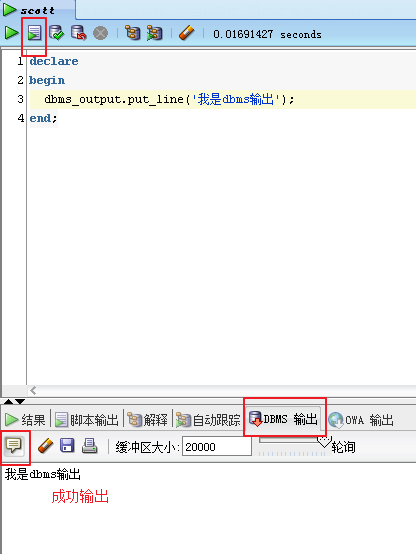 scott
0.01691427 seconds
1 declare
2 begin
3 dbms_output.put_line('我是dbms输出');
4 end;
结果 脚本输出 解释 自动跟踪 DBMS 输出 OWA 输出
缓冲区大小: 20000 轮询
我是dbms输出
成功输出